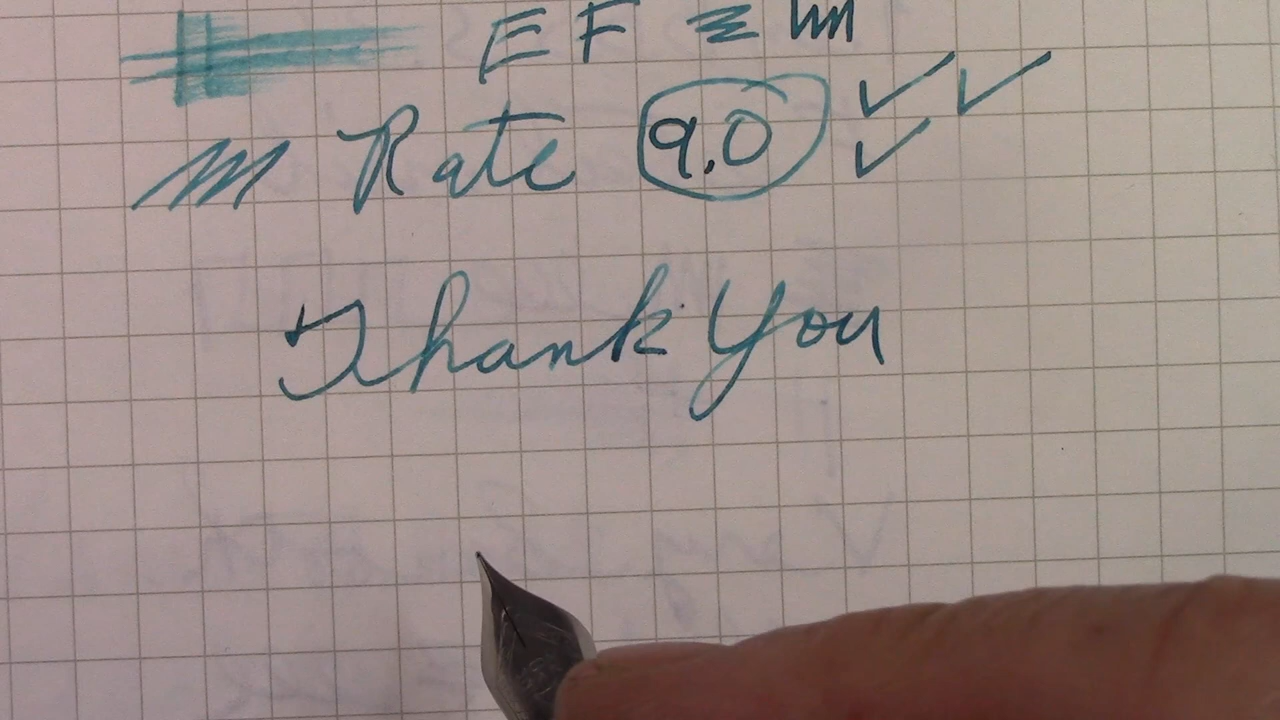 EF
Rate 9.0 ✓ ✓ ✓
Thank You